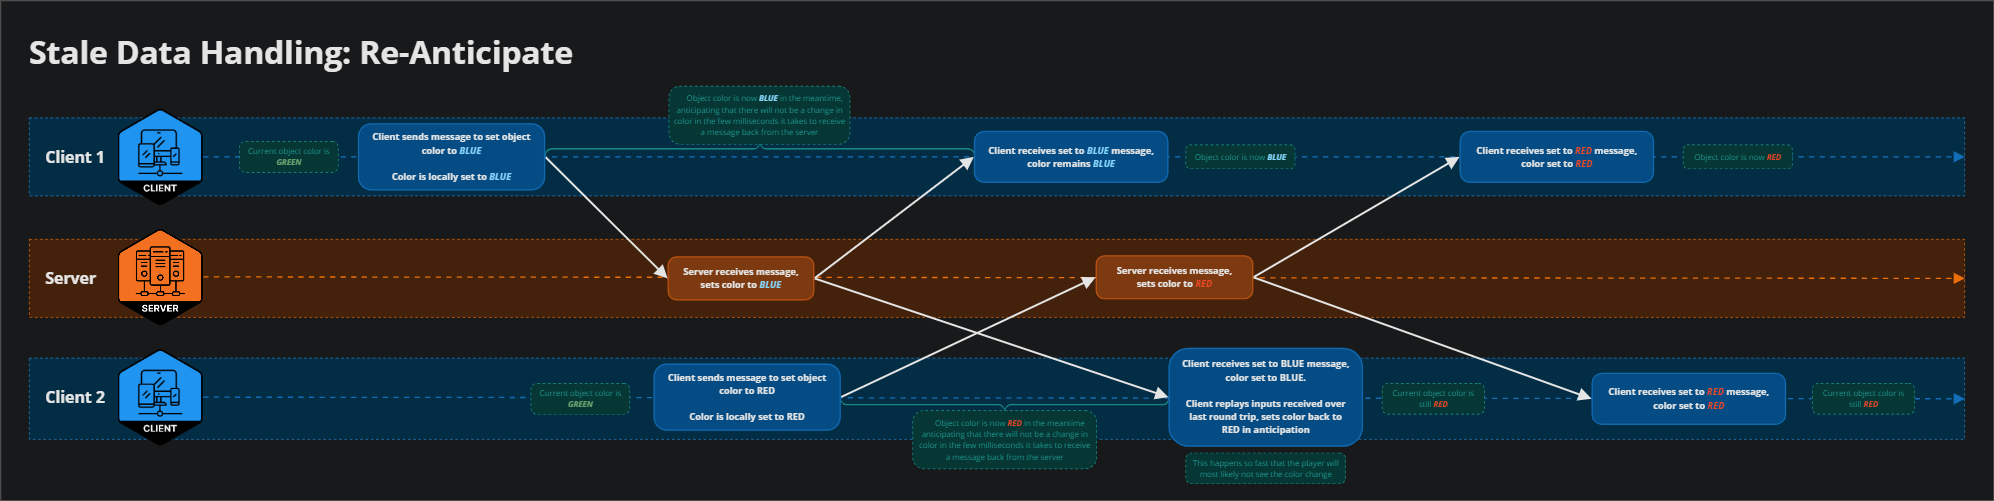 Stale Data Handling: Re-Anticipate
Object color is now BLUE in the meantime,
anticipating that there will not be a change in
color in the few milliseconds it takes to receive
a message back from the server
Client 1
CLIENT
Current object color is
GREEN
Client sends message to set object
color to BLUE
Color is locally set to BLUE
Client receives set to BLUE message,
color remains BLUE
Object color is now BLUE
Client receives set to RED message,
color set to RED
Object color is now RED
Server
SERVER
Server receives message,
sets color to BLUE
Server receives message,
sets color to RED
Client 2
CLIENT
Current object color is
GREEN
Client sends message to set object
color to RED
Color is locally set to RED
Object color is now RED in the meantime
anticipating that there will not be a change in
color in the few milliseconds it takes to receive
a message back from the server
Client receives set to BLUE message,
color set to BLUE.
Client replays inputs received over
last round trip, sets color back to
RED in anticipation
This happens so fast that the player will
most likely not see the color change
Current object color is
still RED
Client receives set to RED message,
color set to RED
Current object color is
still RED